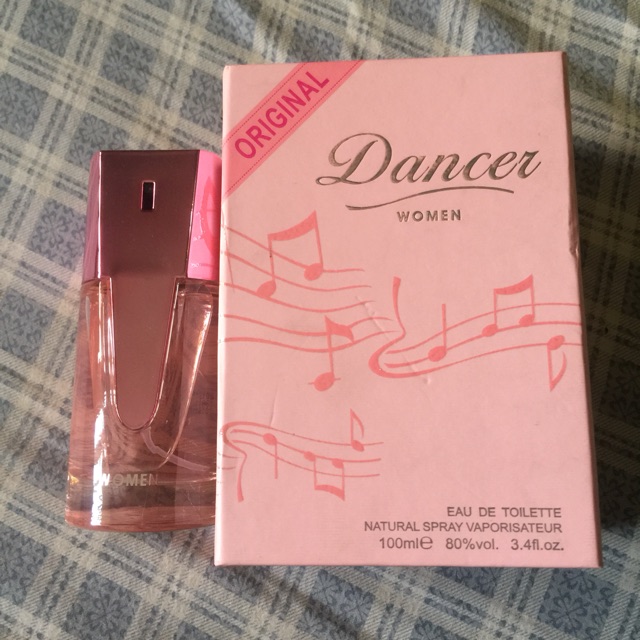 ORIGINAL
Dancer
WOMEN
EAU DE TOILETTE
NATURAL SPRAY VAPORISATEUR
100ml℮ 80%vol. 3.4fl.oz.
WOMEN